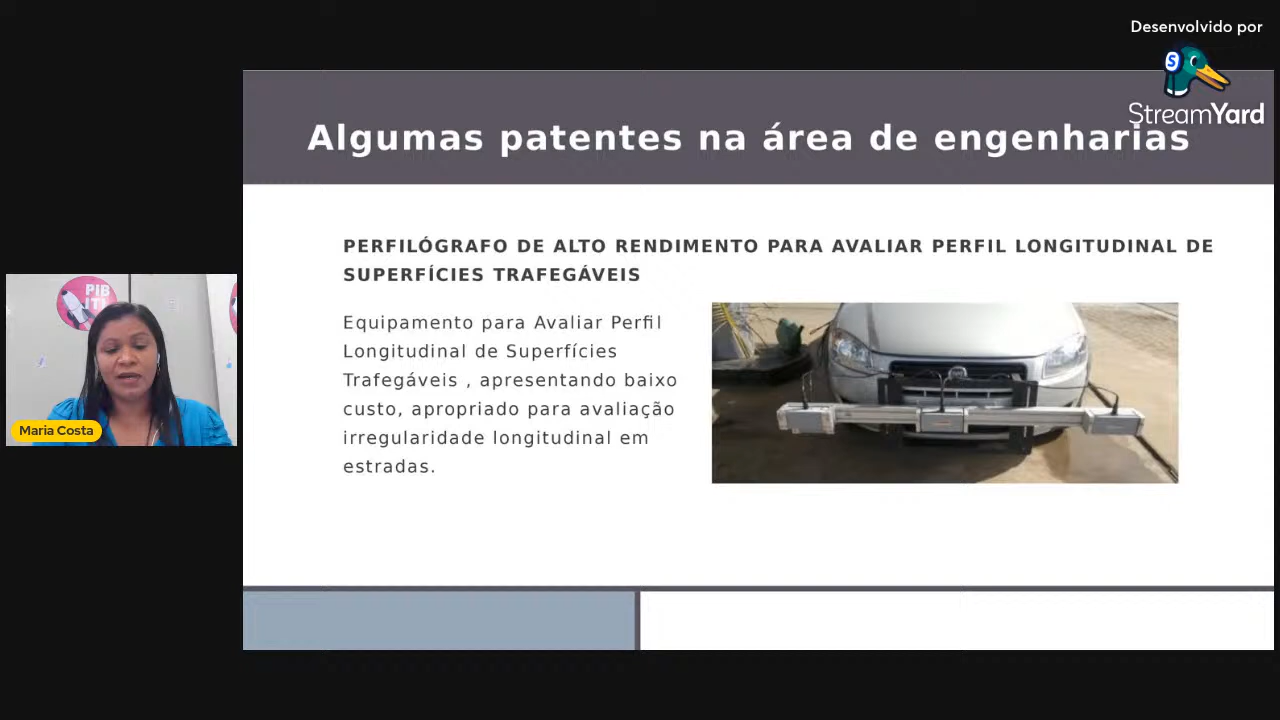 Desenvolvido por
StreamYard
Algumas patentes na área de engenharias
PERFILÓGRAFO DE ALTO RENDIMENTO PARA AVALIAR PERFIL LONGITUDINAL DE
SUPERFÍCIES TRAFEGÁVEIS
Equipamento para Avaliar Perfil
Longitudinal de Superfícies
Trafegáveis , apresentando baixo
custo, apropriado para avaliação
irregularidade longitudinal em
estradas.
PIB
ITI
Maria Costa